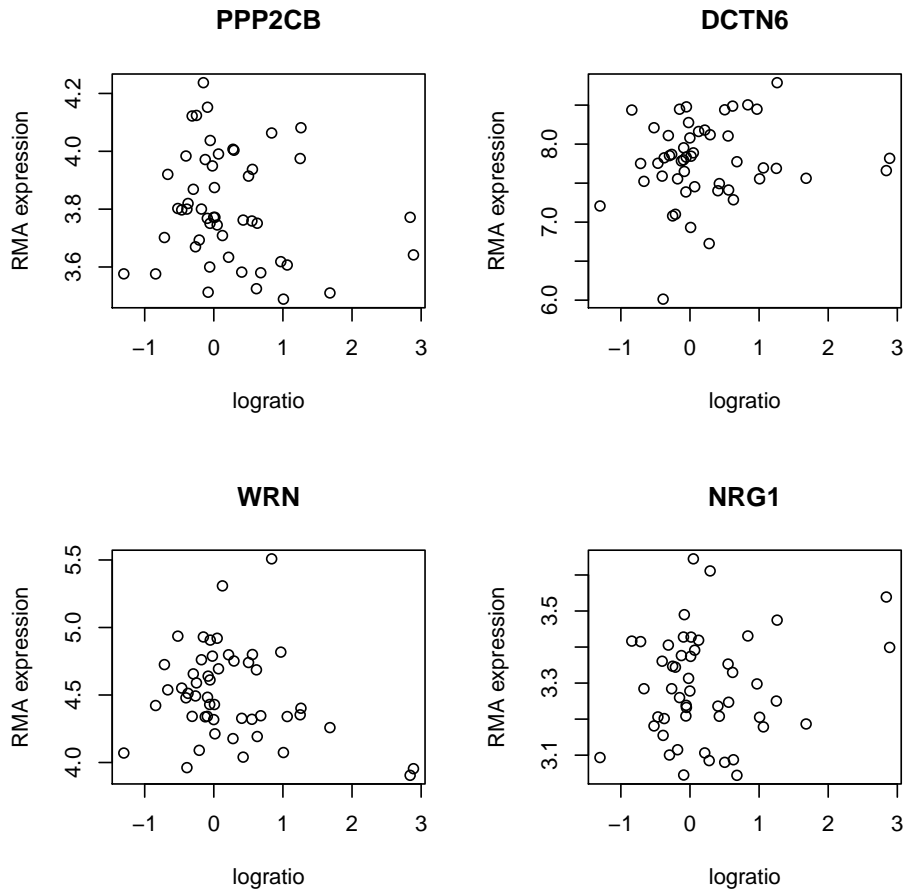 PPP2CB
RMA expression
4.2
4.0
3.8
3.6
−1 0 1 2 3
logratio
DCTN6
RMA expression
8.0
7.0
6.0
−1 0 1 2 3
logratio
WRN
RMA expression
5.5
5.0
4.5
4.0
−1 0 1 2 3
logratio
NRG1
RMA expression
3.5
3.3
3.1
−1 0 1 2 3
logratio